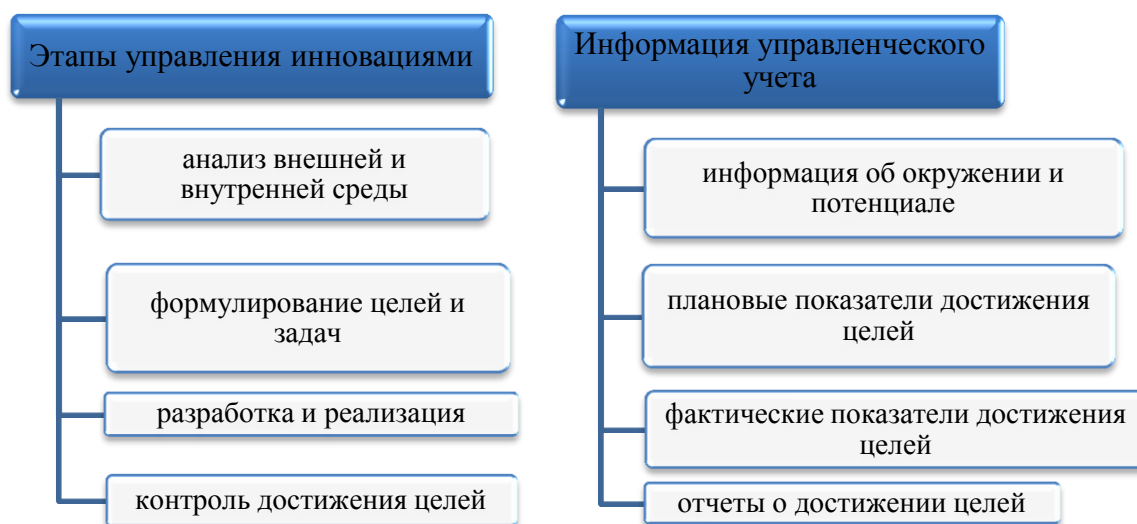 Этапы управления инновациями
анализ внешней и
внутренней среды
формулирование целей и
задач
разработка и реализация
контроль достижения целей
Информация управленческого
учета
информация об окружении и
потенциале
плановые показатели достижения
целей
фактические показатели достижения
целей
отчеты о достижении целей